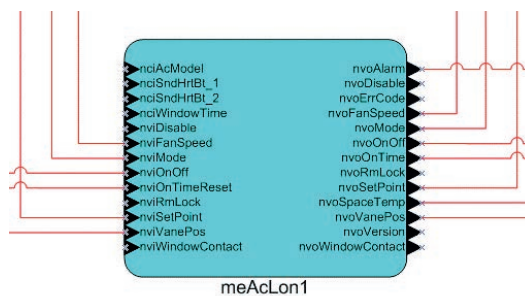 nciAcModel
nciSndHrtBt_1
nciSndHrtBt_2
nciWindowTime
nviDisable
nviFanSpeed
nviMode
nviOnOff
nviOnTimeReset
nviRmLock
nviSetPoint
nviVanePos
nviWindowContact
nvoAlarm
nvoDisable
nvoErrCode
nvoFanSpeed
nvoMode
nvoOnOff
nvoOnTime
nvoRmLock
nvoSetPoint
nvoSpaceTemp
nvoVanePos
nvoVersion
nvoWindowContact
meAcLon1